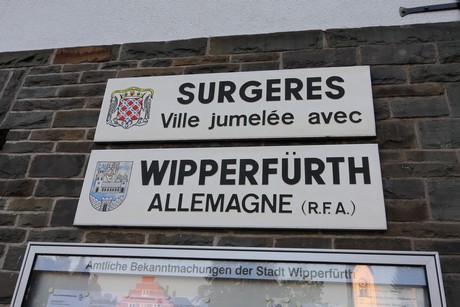 SURGERES
Ville jumelée avec
WIPPERFÜRTH
ALLEMAGNE (R.F.A.)
Amtliche Bekanntmachungen der Stadt Wipperfürth